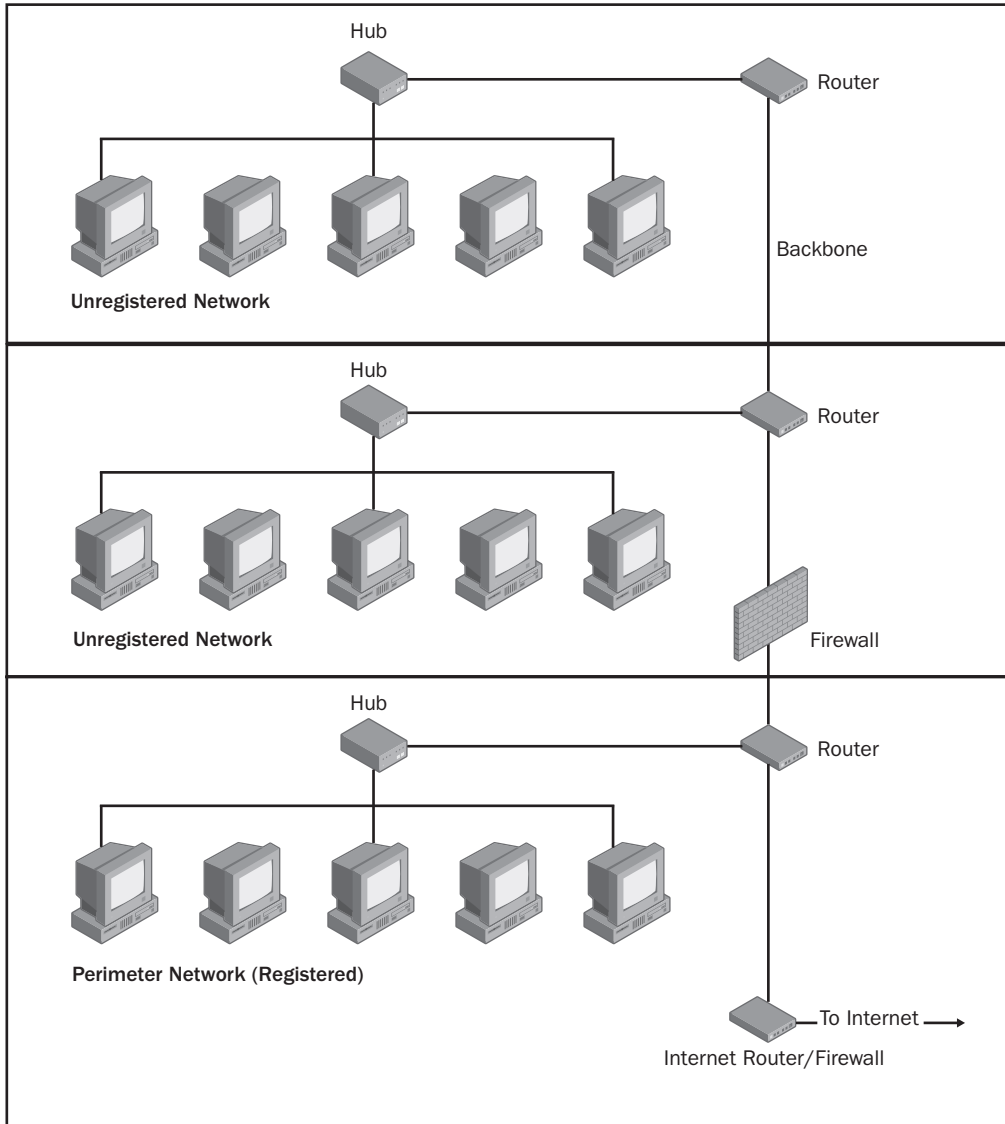 Hub
Router
Backbone
Unregistered Network
Hub
Router
Unregistered Network
Firewall
Hub
Router
Perimeter Network (Registered)
To Internet
Internet Router/Firewall